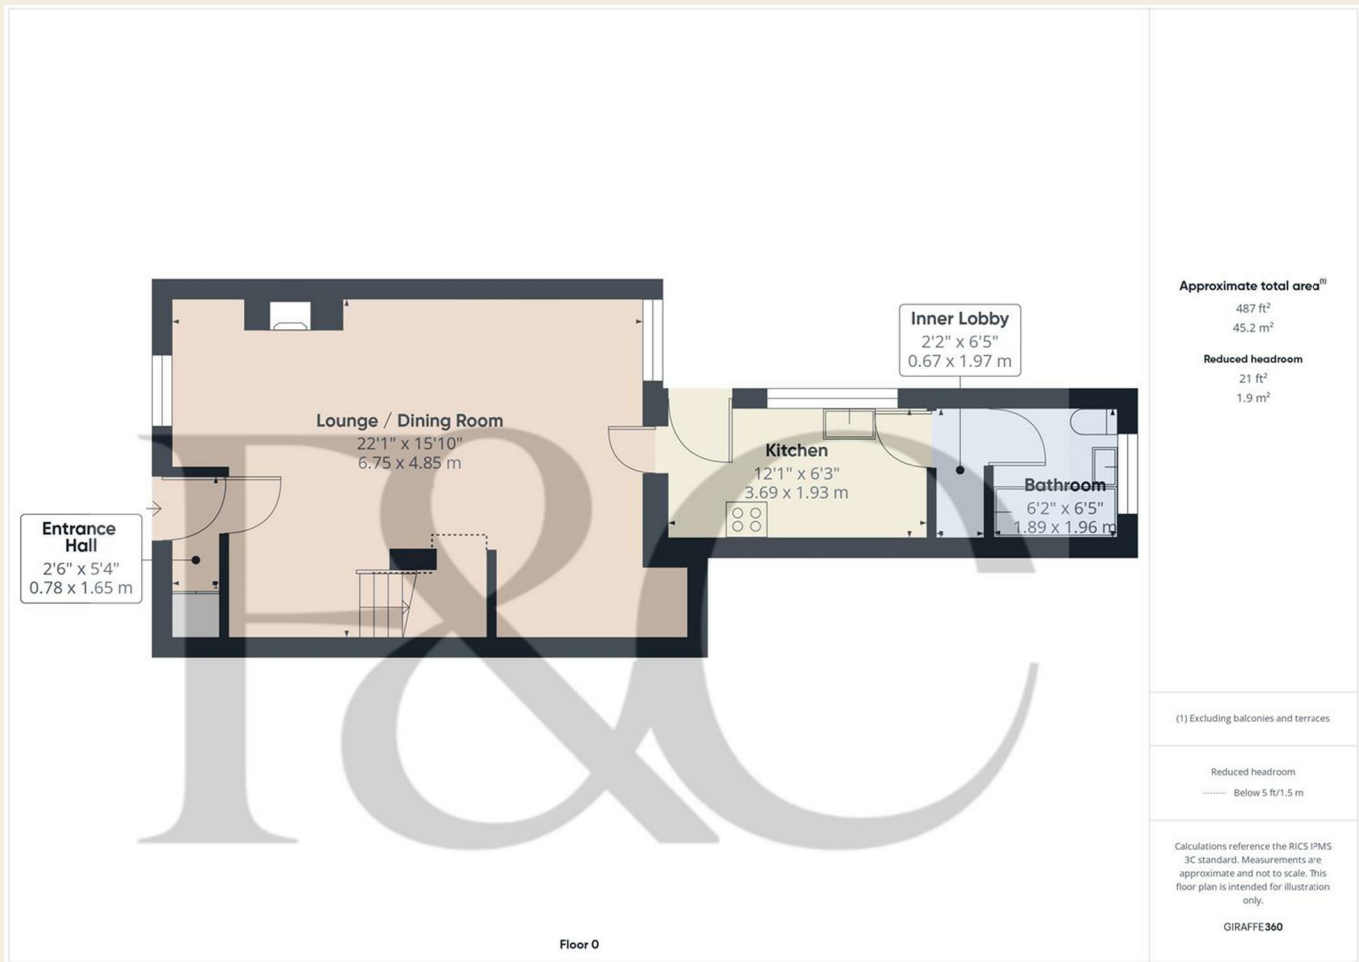 Lounge / Dining Room
22'1" x 15'10"
6.75 x 4.85 m
Inner Lobby
2'2" x 6'5"
0.67 x 1.97 m
Kitchen
12'1" x 6'3"
3.69 x 1.93 m
Bathroom
6'2" x 6'5"
1.89 x 1.96 m
Entrance
Hall
2'6" x 5'4"
0.78 x 1.65 m
F&C
Floor 0
Approximate total area(1)
487 ft²
45.2 m²
Reduced headroom
21 ft²
1.9 m²
(1) Excluding balconies and terraces
Reduced headroom
Below 5 ft/1.5 m
Calculations reference the RICS IPMS
3C standard. Measurements are
approximate and not to scale. This
floor plan is intended for illustration
only.
GIRAFFE360